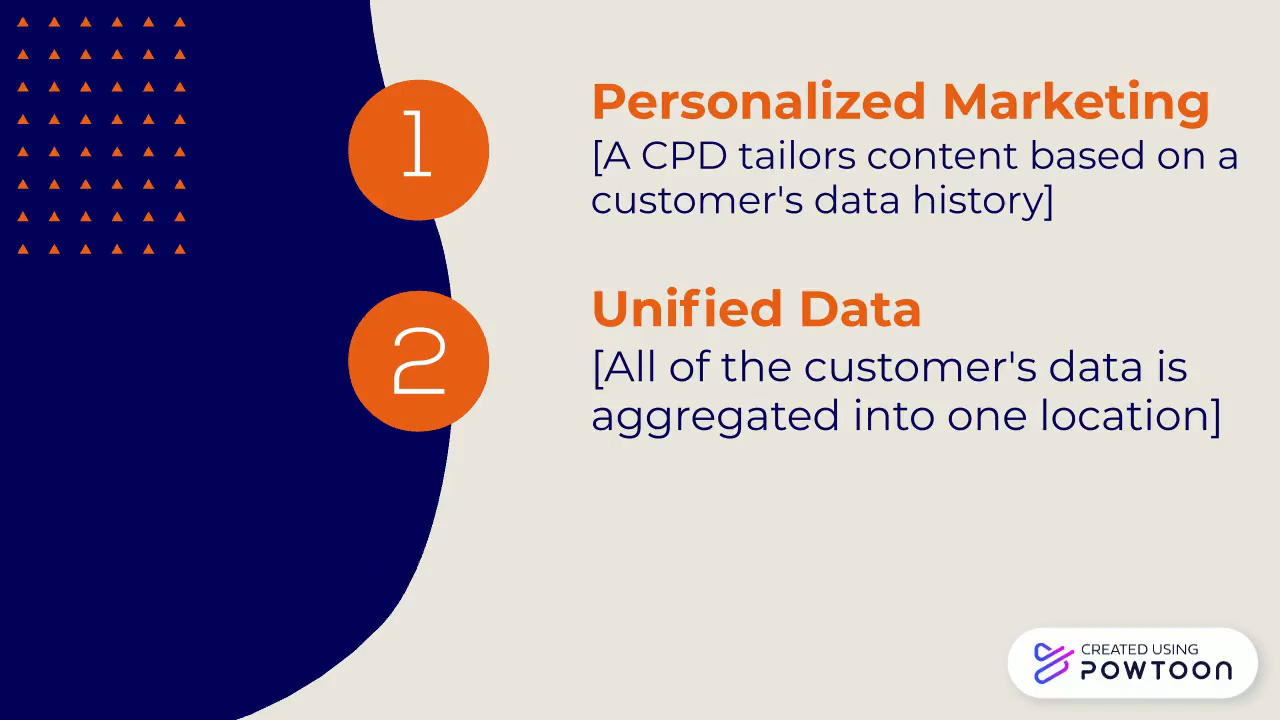 1
Personalized Marketing
[A CPD tailors content based on a
customer's data history]
2
Unified Data
[All of the customer's data is
aggregated into one location]
CREATED USING
POWTOON